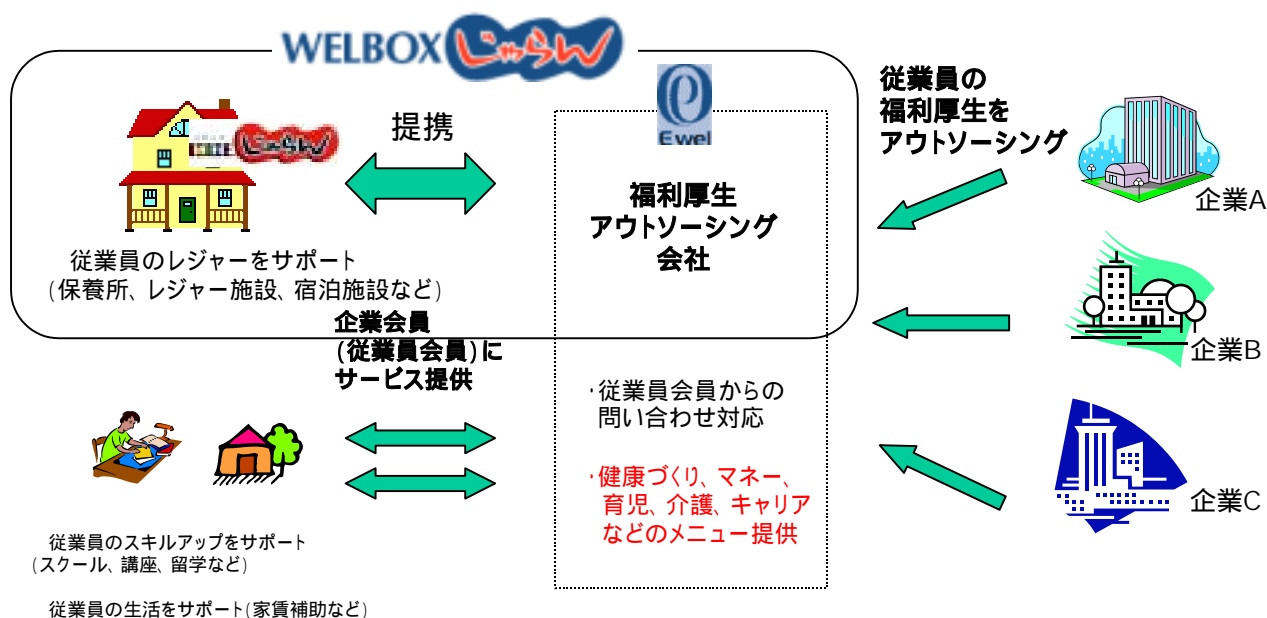 WELBOX じゃらん
じゃらん
提携
Ewel
福利厚生
アウトソーシング
会社
従業員の
福利厚生を
アウトソーシング
企業A
企業B
企業C
従業員のレジャーをサポート
(保養所、レジャー施設、宿泊施設など)
企業会員
(従業員会員)に
サービス提供
・従業員会員からの
問い合わせ対応
・健康づくり、マネー、
育児、介護、キャリア
などのメニュー提供
従業員のスキルアップをサポート
(スクール、講座、留学など)
従業員の生活をサポート(家賃補助など)